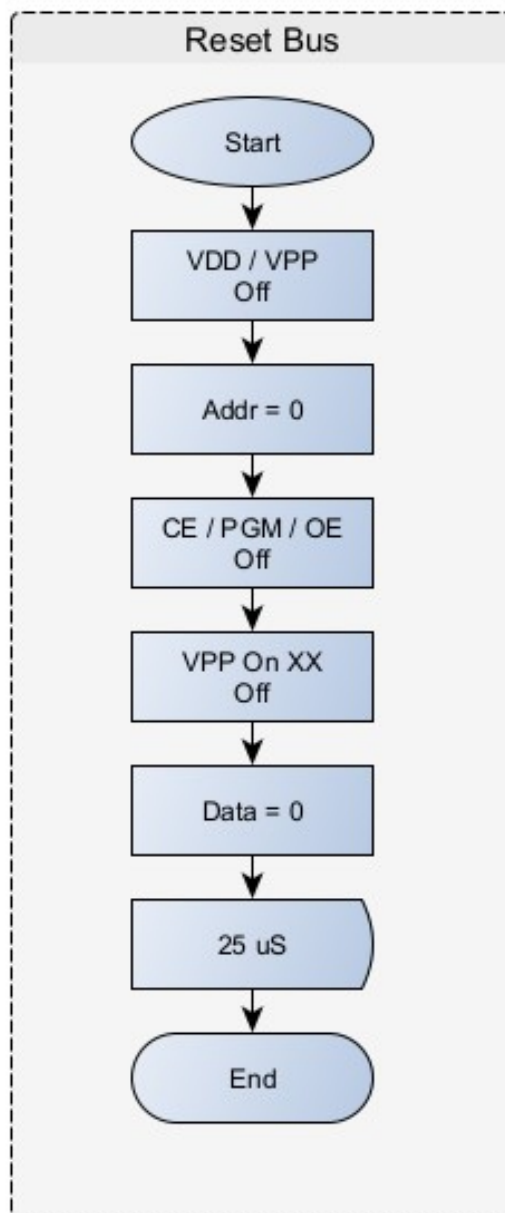 Reset Bus
Start
VDD / VPP
Off
Addr = 0
CE / PGM / OE
Off
VPP On XX
Off
Data = 0
25 uS
End